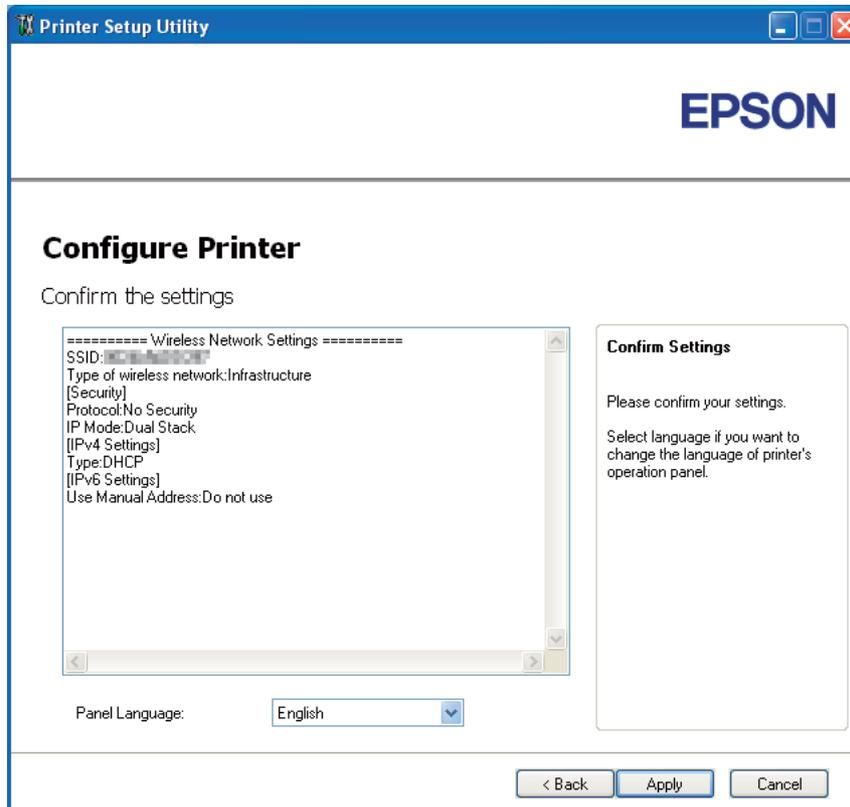 Printer Setup Utility
EPSON
Configure Printer
Confirm the settings
========== Wireless Network Settings ==========
SSID:
Type of wireless network:Infrastructure
[Security]
Protocol:No Security
IP Mode:Dual Stack
[IPv4 Settings]
Type:DHCP
[IPv6 Settings]
Use Manual Address:Do not use
Confirm Settings
Please confirm your settings.
Select language if you want to
change the language of printer's
operation panel.
Panel Language:
English
< Back
Apply
Cancel